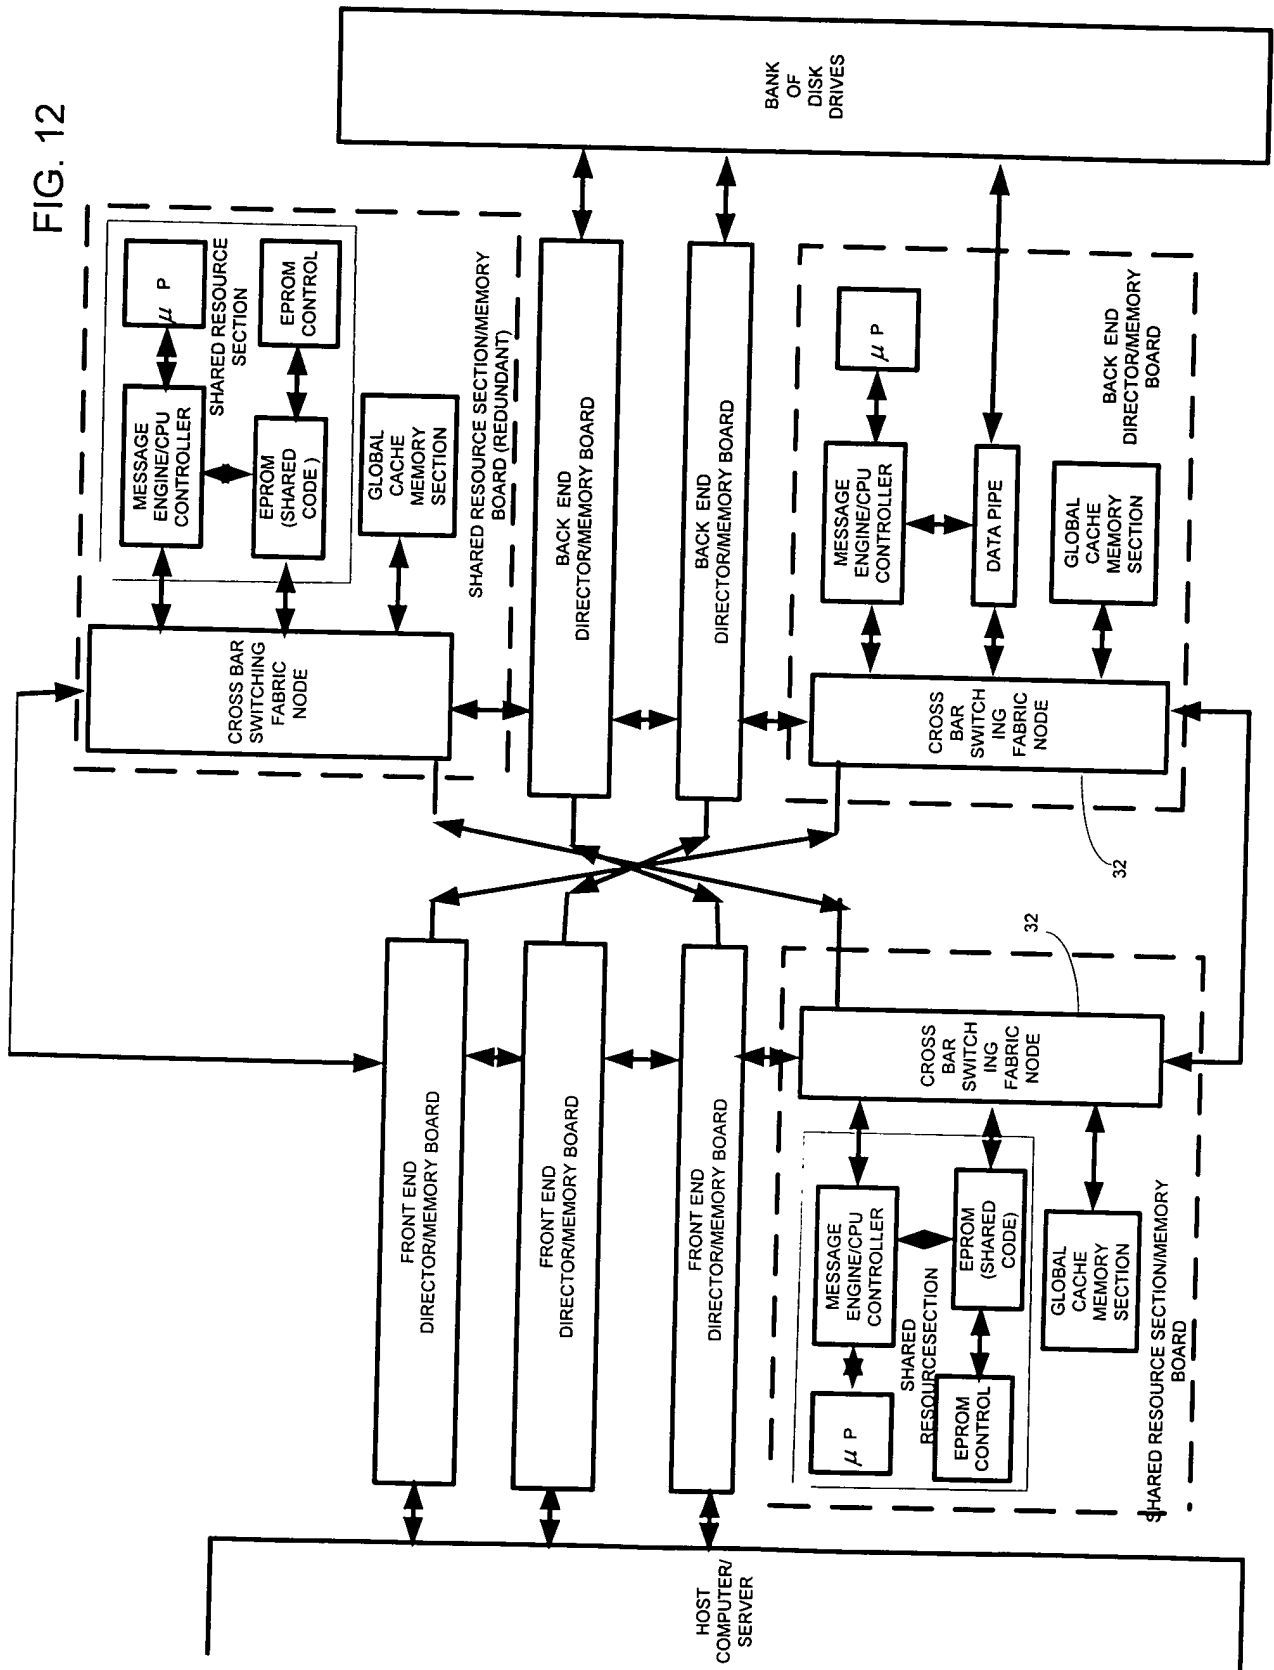 FIG. 12
HOST
COMPUTER/
SERVER
FRONT END
DIRECTOR/MEMORY BOARD
FRONT END
DIRECTOR/MEMORY BOARD
FRONT END
DIRECTOR/MEMORY BOARD
μ P
MESSAGE
ENGINE/CPU
CONTROLLER
SHARED
RESOURCESECTION
EPROM
CONTROL
EPROM
(SHARED
CODE)
GLOBAL
CACHE
MEMORY
SECTION
SHARED RESOURCE SECTION/MEMORY
BOARD
CROSS
BAR
SWITCH
ING
FABRIC
NODE
32
CROSS BAR
SWITCHING
FABRIC
NODE
MESSAGE
ENGINE/CPU
CONTROLLER
μ P
SHARED RESOURCE
SECTION
EPROM
(SHARED
CODE )
EPROM
CONTROL
GLOBAL
CACHE
MEMORY
SECTION
SHARED RESOURCE SECTION/MEMORY
BOARD (REDUNDANT)
BACK END
DIRECTOR/MEMORY BOARD
BACK END
DIRECTOR/MEMORY BOARD
CROSS
BAR
SWITCH
ING
FABRIC
NODE
32
MESSAGE
ENGINE/CPU
CONTROLLER
μ P
DATA PIPE
GLOBAL
CACHE
MEMORY
SECTION
BACK END
DIRECTOR/MEMORY
BOARD
BANK
OF
DISK
DRIVES